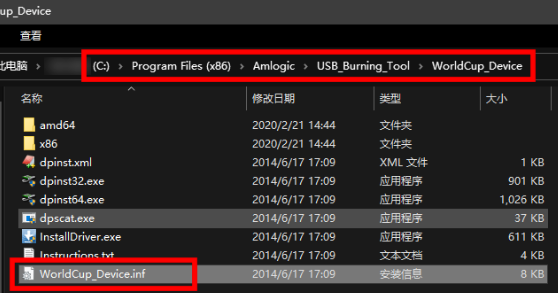 up_Device
查看
此电脑 (C:) Program Files (x86) Amlogic USB_Burning_Tool WorldCup_Device
名称 修改日期 类型 大小
amd64 2020/2/21 14:44 文件夹
x86 2020/2/21 14:44 文件夹
dpinst.xml 2014/6/17 17:09 XML 文件 1 KB
dpinst32.exe 2014/6/17 17:09 应用程序 901 KB
dpinst64.exe 2014/6/17 17:09 应用程序 1,026 KB
dpscat.exe 2014/6/17 17:09 应用程序 37 KB
InstallDriver.exe 2014/6/17 17:09 应用程序 611 KB
Instructions.txt 2014/6/17 17:09 文本文档 4 KB
WorldCup_Device.inf 2014/6/17 17:09 安装信息 8 KB